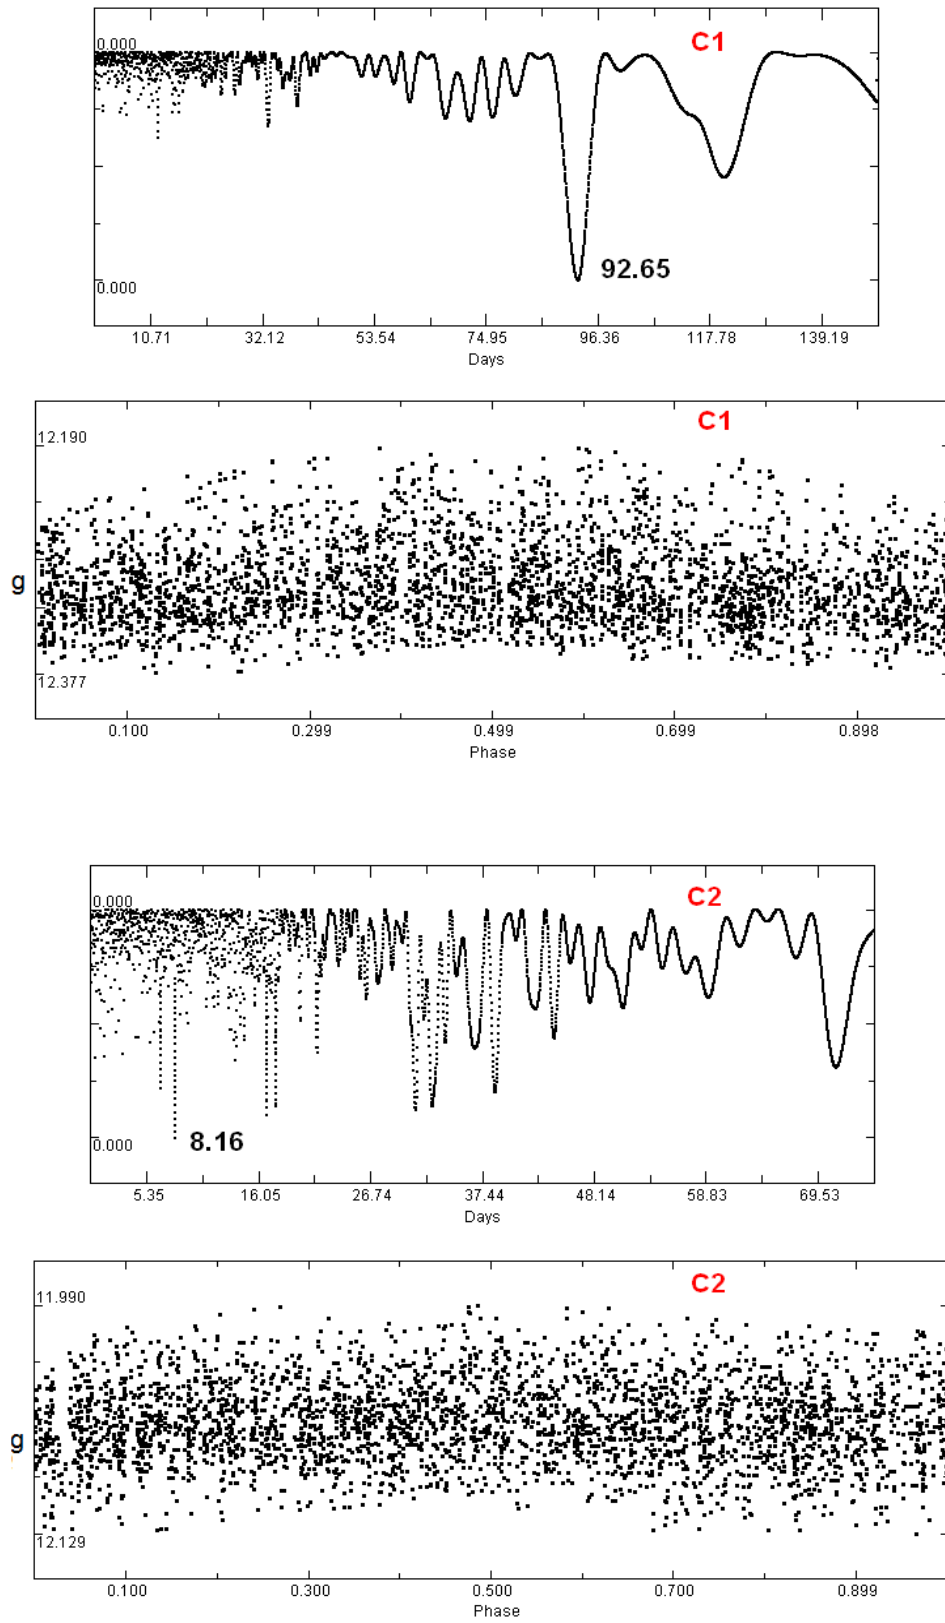 C1
0.000
92.65
0.000
10.71 32.12 53.54 74.95 96.36 117.78 139.19
Days
C1
12.190
g
12.377
0.100 0.299 0.499 0.699 0.898
Phase
C2
0.000
8.16
0.000
5.35 16.05 26.74 37.44 48.14 58.83 69.53
Days
C2
11.990
g
12.129
0.100 0.300 0.500 0.700 0.899
Phase